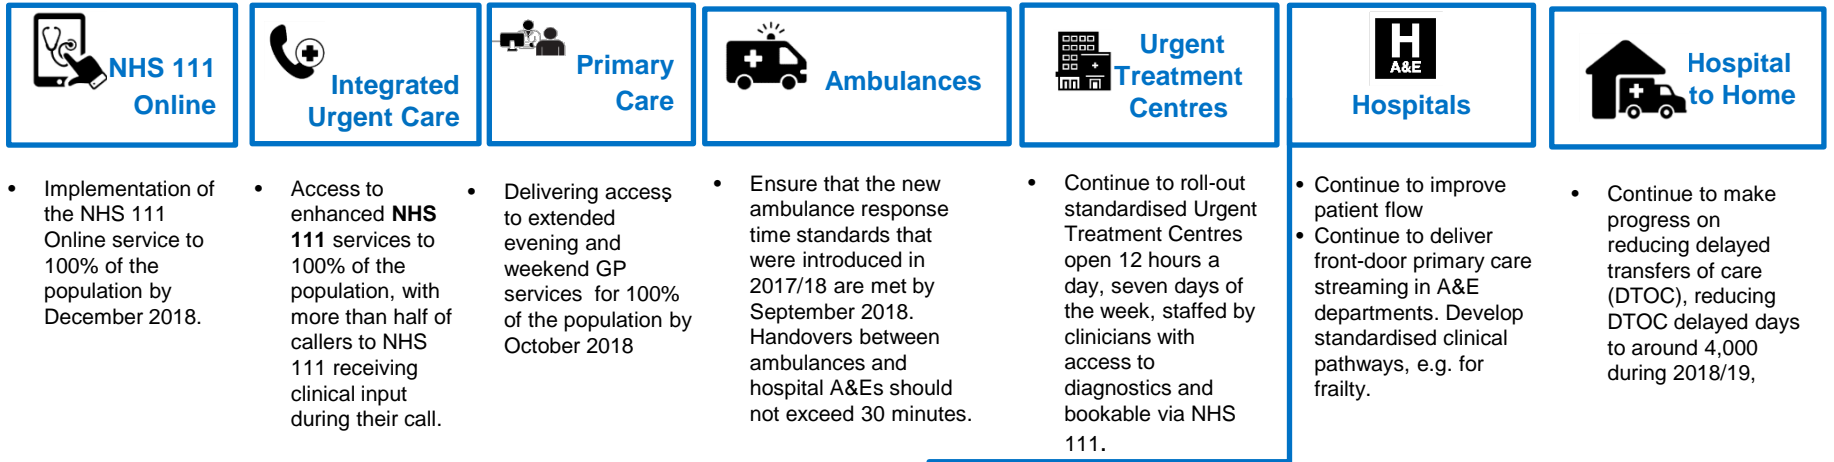 NHS 111
Online
Integrated
Urgent Care
Primary
Care
Ambulances
Urgent
Treatment
Centres
H
A&E
Hospitals
Hospital
to Home
• Implementation of
the NHS 111
Online service to
100% of the
population by
December 2018.
• Access to
enhanced NHS
111 services to
100% of the
population, with
more than half of
callers to NHS
111 receiving
clinical input
during their call.
• Delivering access
to extended
evening and
weekend GP
services for 100%
of the population by
October 2018
• Ensure that the new
ambulance response
time standards that
were introduced in
2017/18 are met by
September 2018.
Handovers between
ambulances and
hospital A&Es should
not exceed 30 minutes.
• Continue to roll-out
standardised Urgent
Treatment Centres
open 12 hours a
day, seven days of
the week, staffed by
clinicians with
access to
diagnostics and
bookable via NHS
111.
• Continue to improve
patient flow
• Continue to deliver
front-door primary care
streaming in A&E
departments. Develop
standardised clinical
pathways, e.g. for
frailty.
• Continue to make
progress on
reducing delayed
transfers of care
(DTOC), reducing
DTOC delayed days
to around 4,000
during 2018/19,